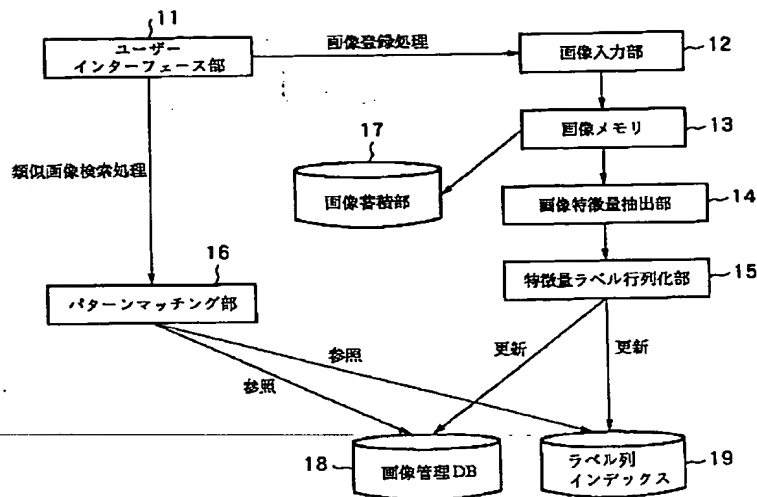 11
ユーザー
インターフェース部
画像登録処理
画像入力部
12
画像メモリ
13
17
画像蓄積部
類似画像検索処理
画像特徴量抽出部
14
16
特徴量ラベル行列化部
15
パターンマッチング部
参照
参照
更新
更新
18
画像管理DB
ラベル列
インデックス
19